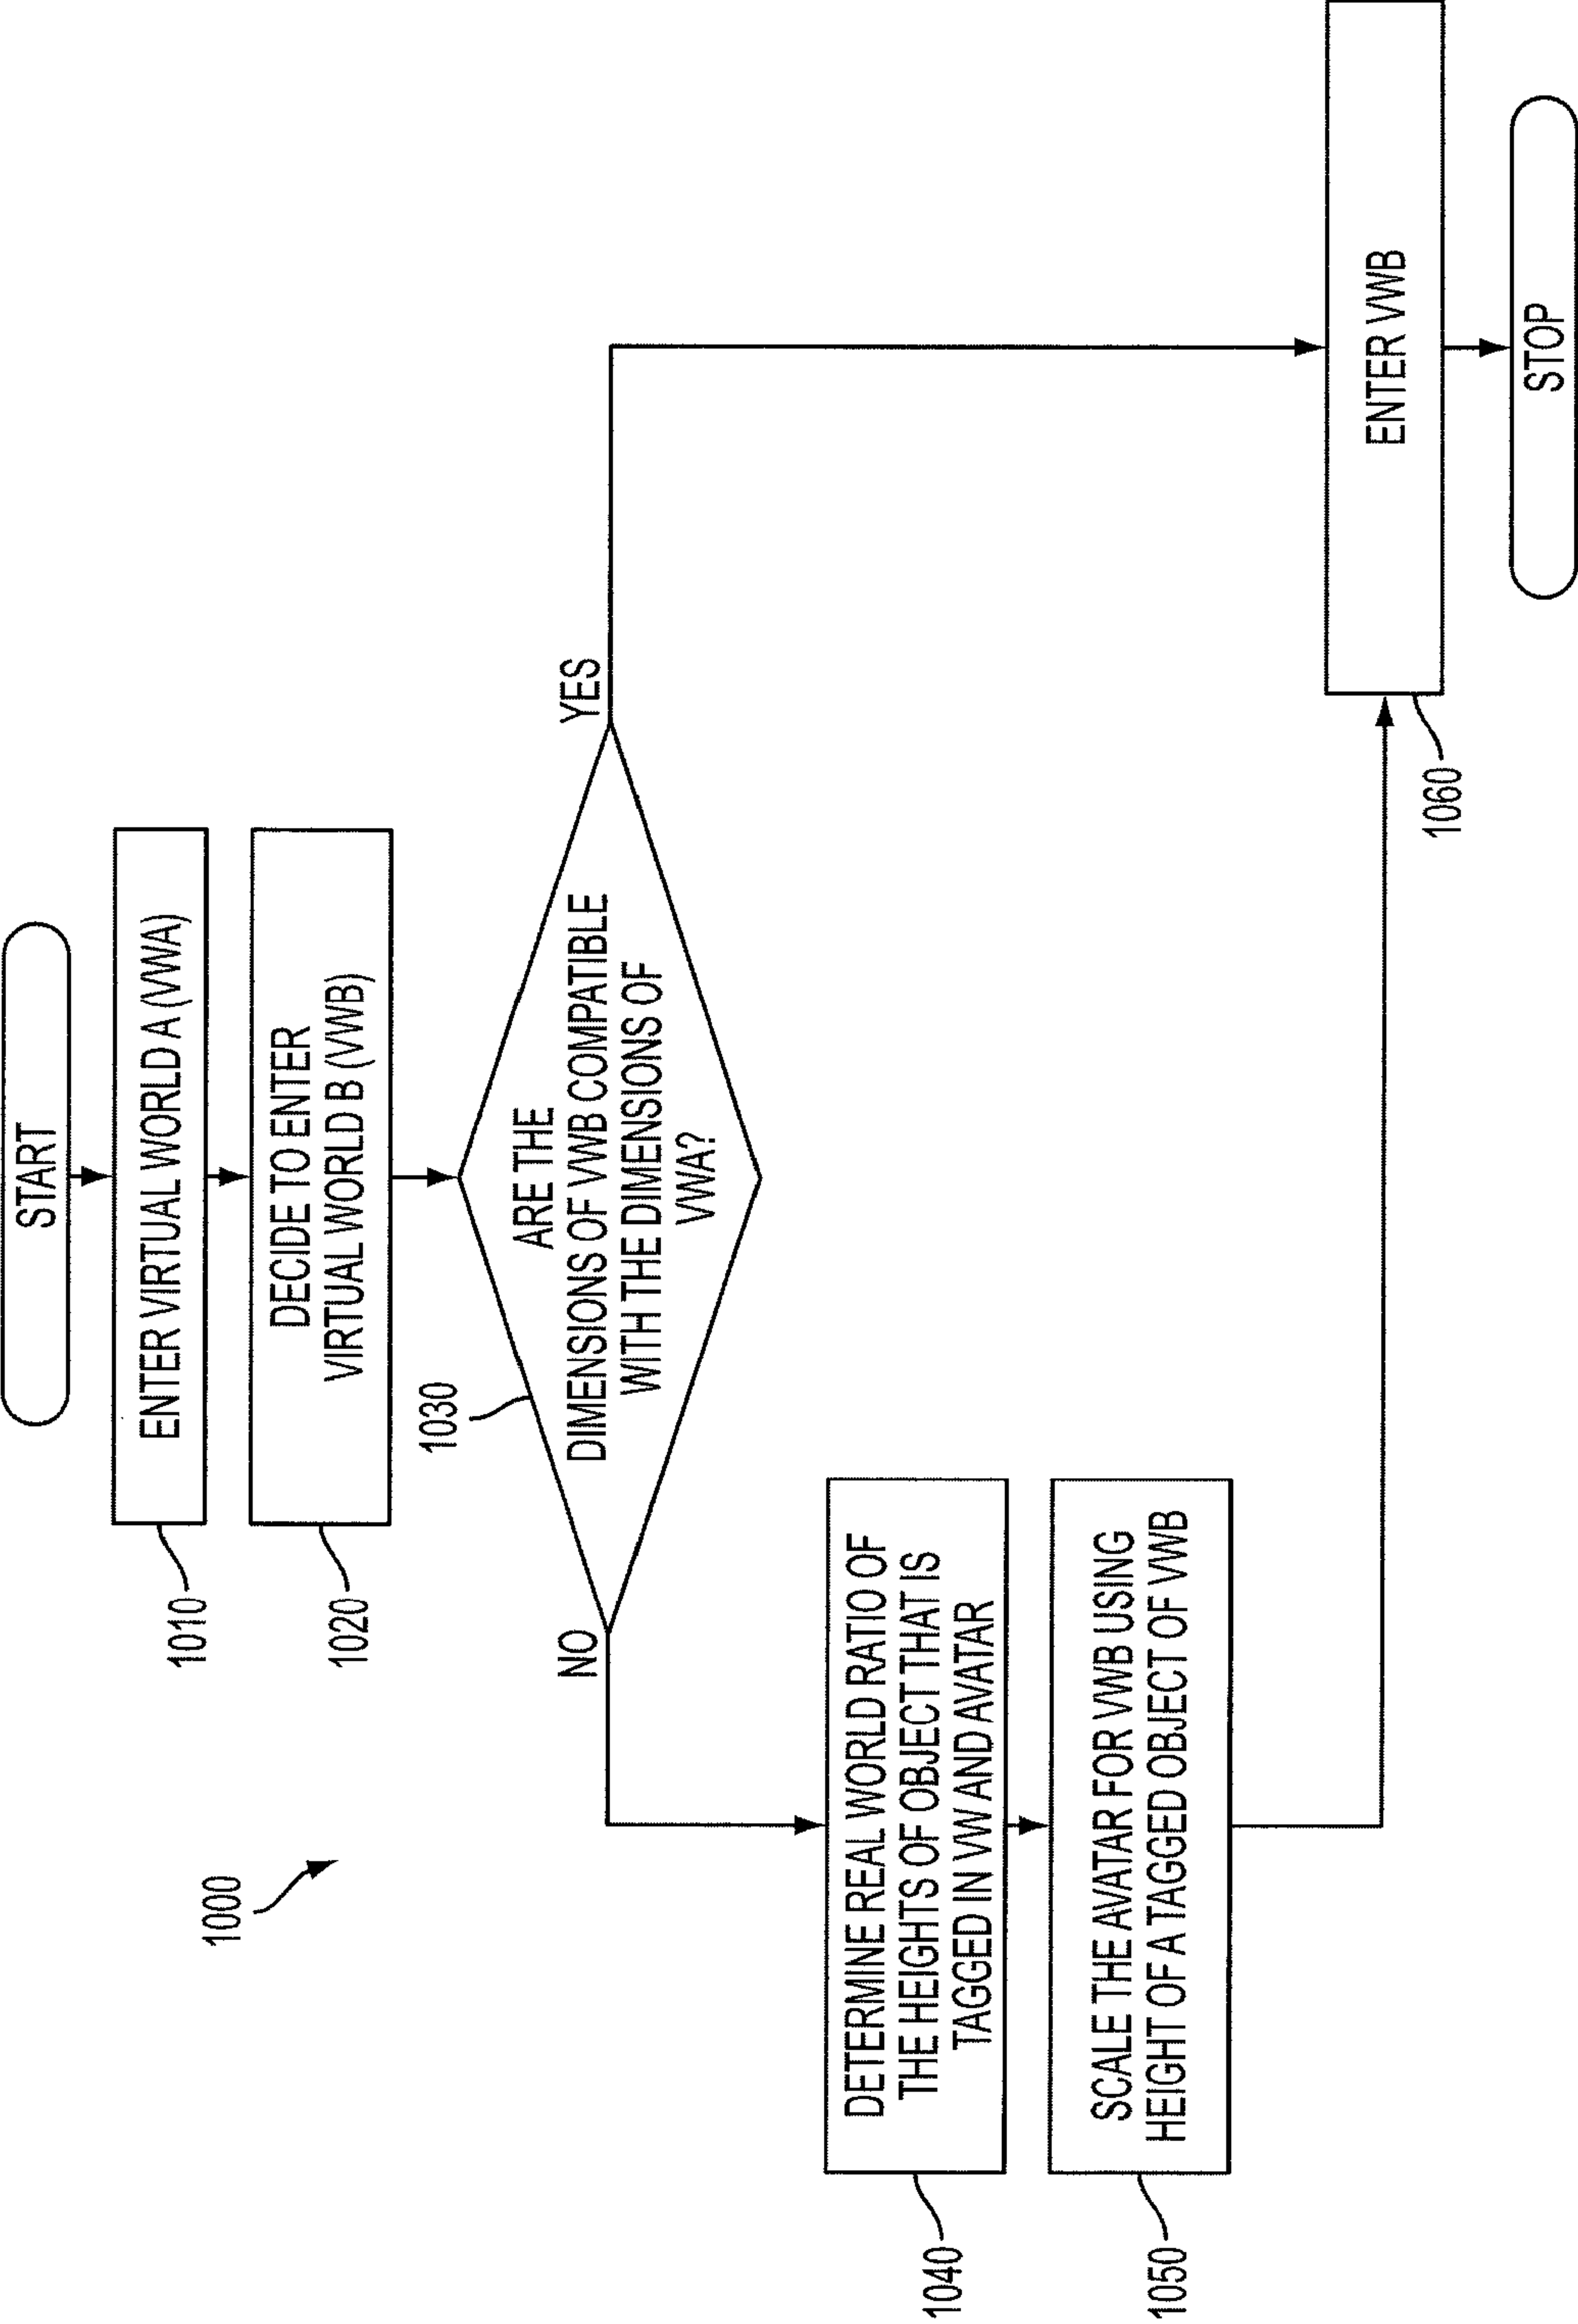 1000
START
ENTER VIRTUAL WORLD A (VWA)
1010
DECIDE TO ENTER
VIRTUAL WORLD B (VWB)
1020
1030
ARE THE
DIMENSIONS OF VWB COMPATIBLE
WITH THE DIMENSIONS OF
VWA?
NO
YES
DETERMINE REAL WORLD RATIO OF
THE HEIGHTS OF OBJECT THAT IS
TAGGED IN VW AND AVATAR
1040
SCALE THE AVATAR FOR VWB USING
HEIGHT OF A TAGGED OBJECT OF VWB
1050
ENTER VWB
1060
STOP